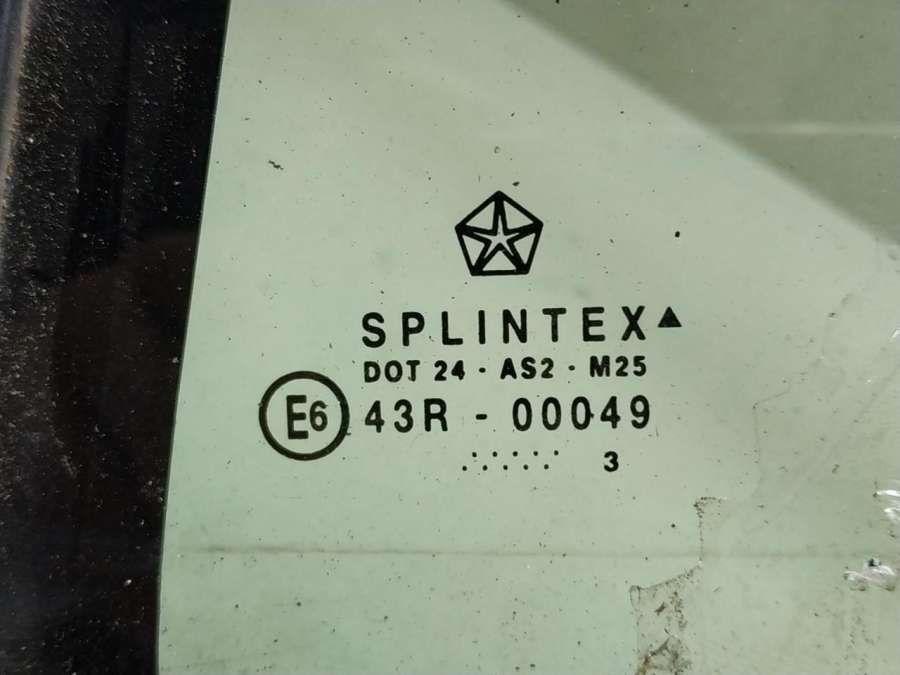 SPLINTEX▲
DOT 24 · AS2 · M25
E6 43R - 00049
3